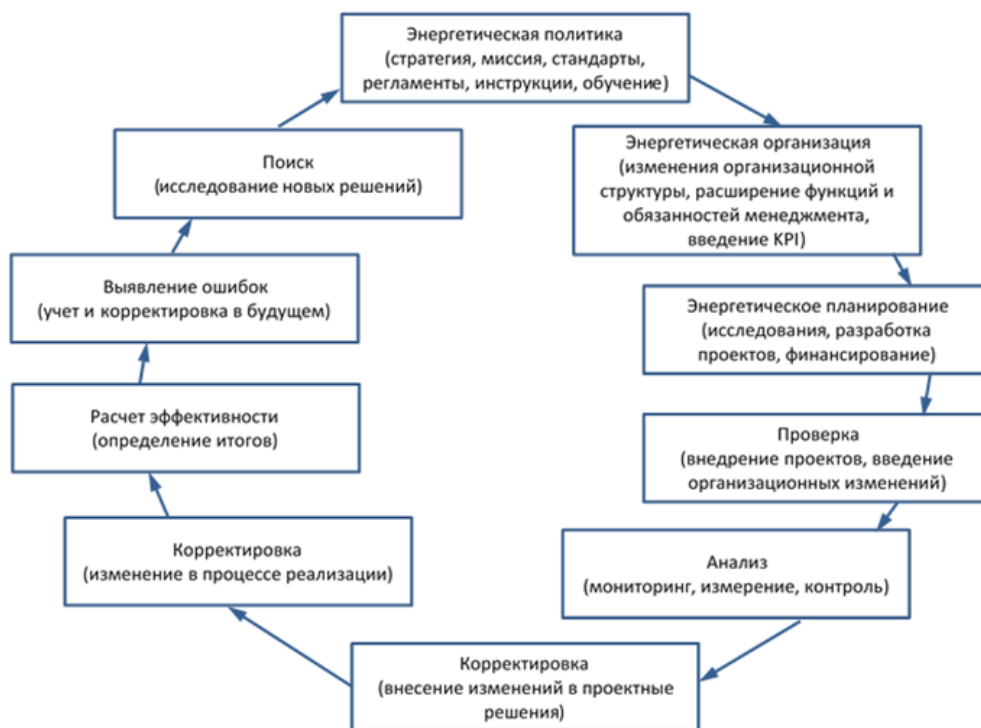 Энергетическая политика
(стратегия, миссия, стандарты,
регламенты, инструкции, обучение)
Энергетическая организация
(изменения организационной
структуры, расширение функций и
обязанностей менеджмента,
введение KPI)
Энергетическое планирование
(исследования, разработка
проектов, финансирование)
Проверка
(внедрение проектов, введение
организационных изменений)
Анализ
(мониторинг, измерение, контроль)
Корректировка
(внесение изменений в проектные
решения)
Корректировка
(изменение в процессе реализации)
Расчет эффективности
(определение итогов)
Выявление ошибок
(учет и корректировка в будущем)
Поиск
(исследование новых решений)